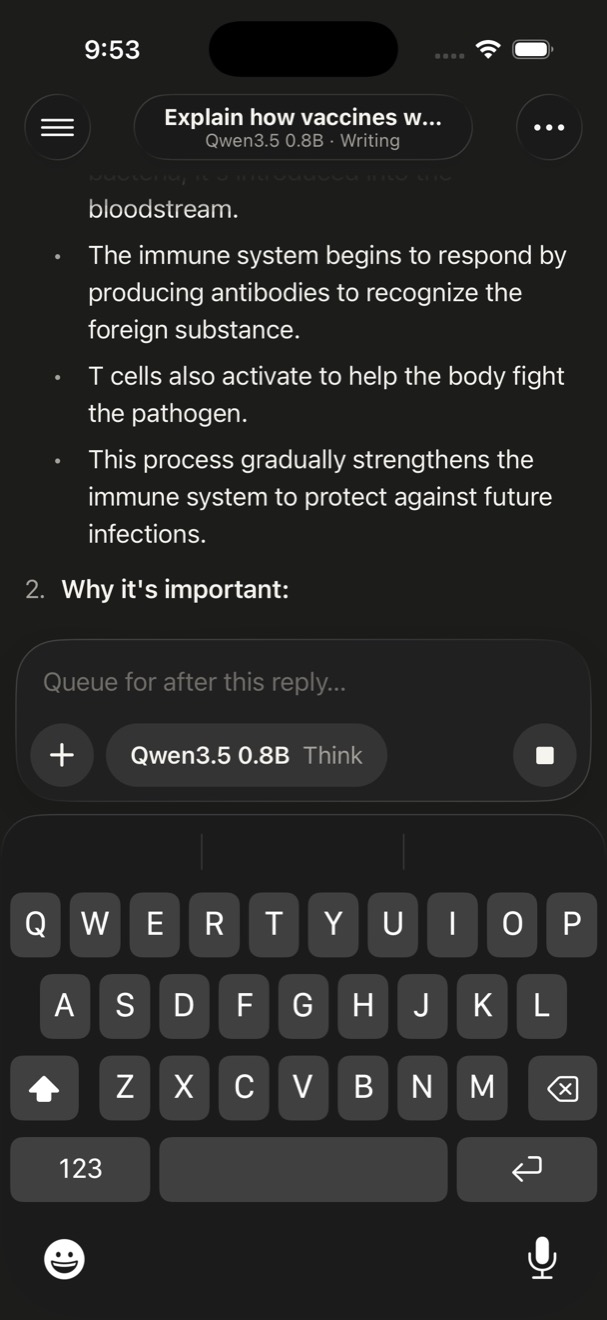 9:53
Explain how vaccines w...
Qwen3.5 0.8B · Writing
bloodstream.
• The immune system begins to respond by
producing antibodies to recognize the
foreign substance.
• T cells also activate to help the body fight
the pathogen.
• This process gradually strengthens the
immune system to protect against future
infections.
2. Why it's important:
Queue for after this reply...
Qwen3.5 0.8B Think
Q W E R T Y U I O P
A S D F G H J K L
Z X C V B N M
123